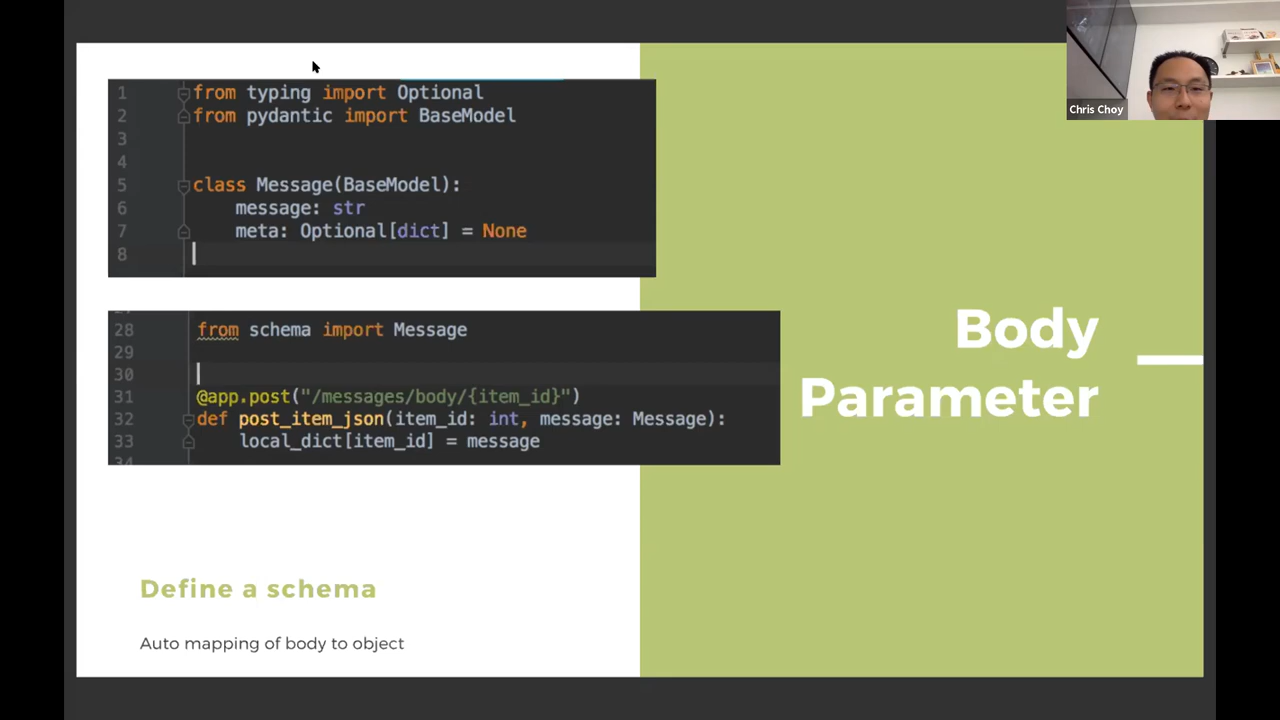 Chris Choy
1 from typing import Optional
2 from pydantic import BaseModel
3
4
5 class Message(BaseModel):
6 message: str
7 meta: Optional[dict] = None
8
28 from schema import Message
29
30
31 @app.post("/messages/body/{item_id}")
32 def post_item_json(item_id: int, message: Message):
33 local_dict[item_id] = message
Body
Parameter
Define a schema
Auto mapping of body to object